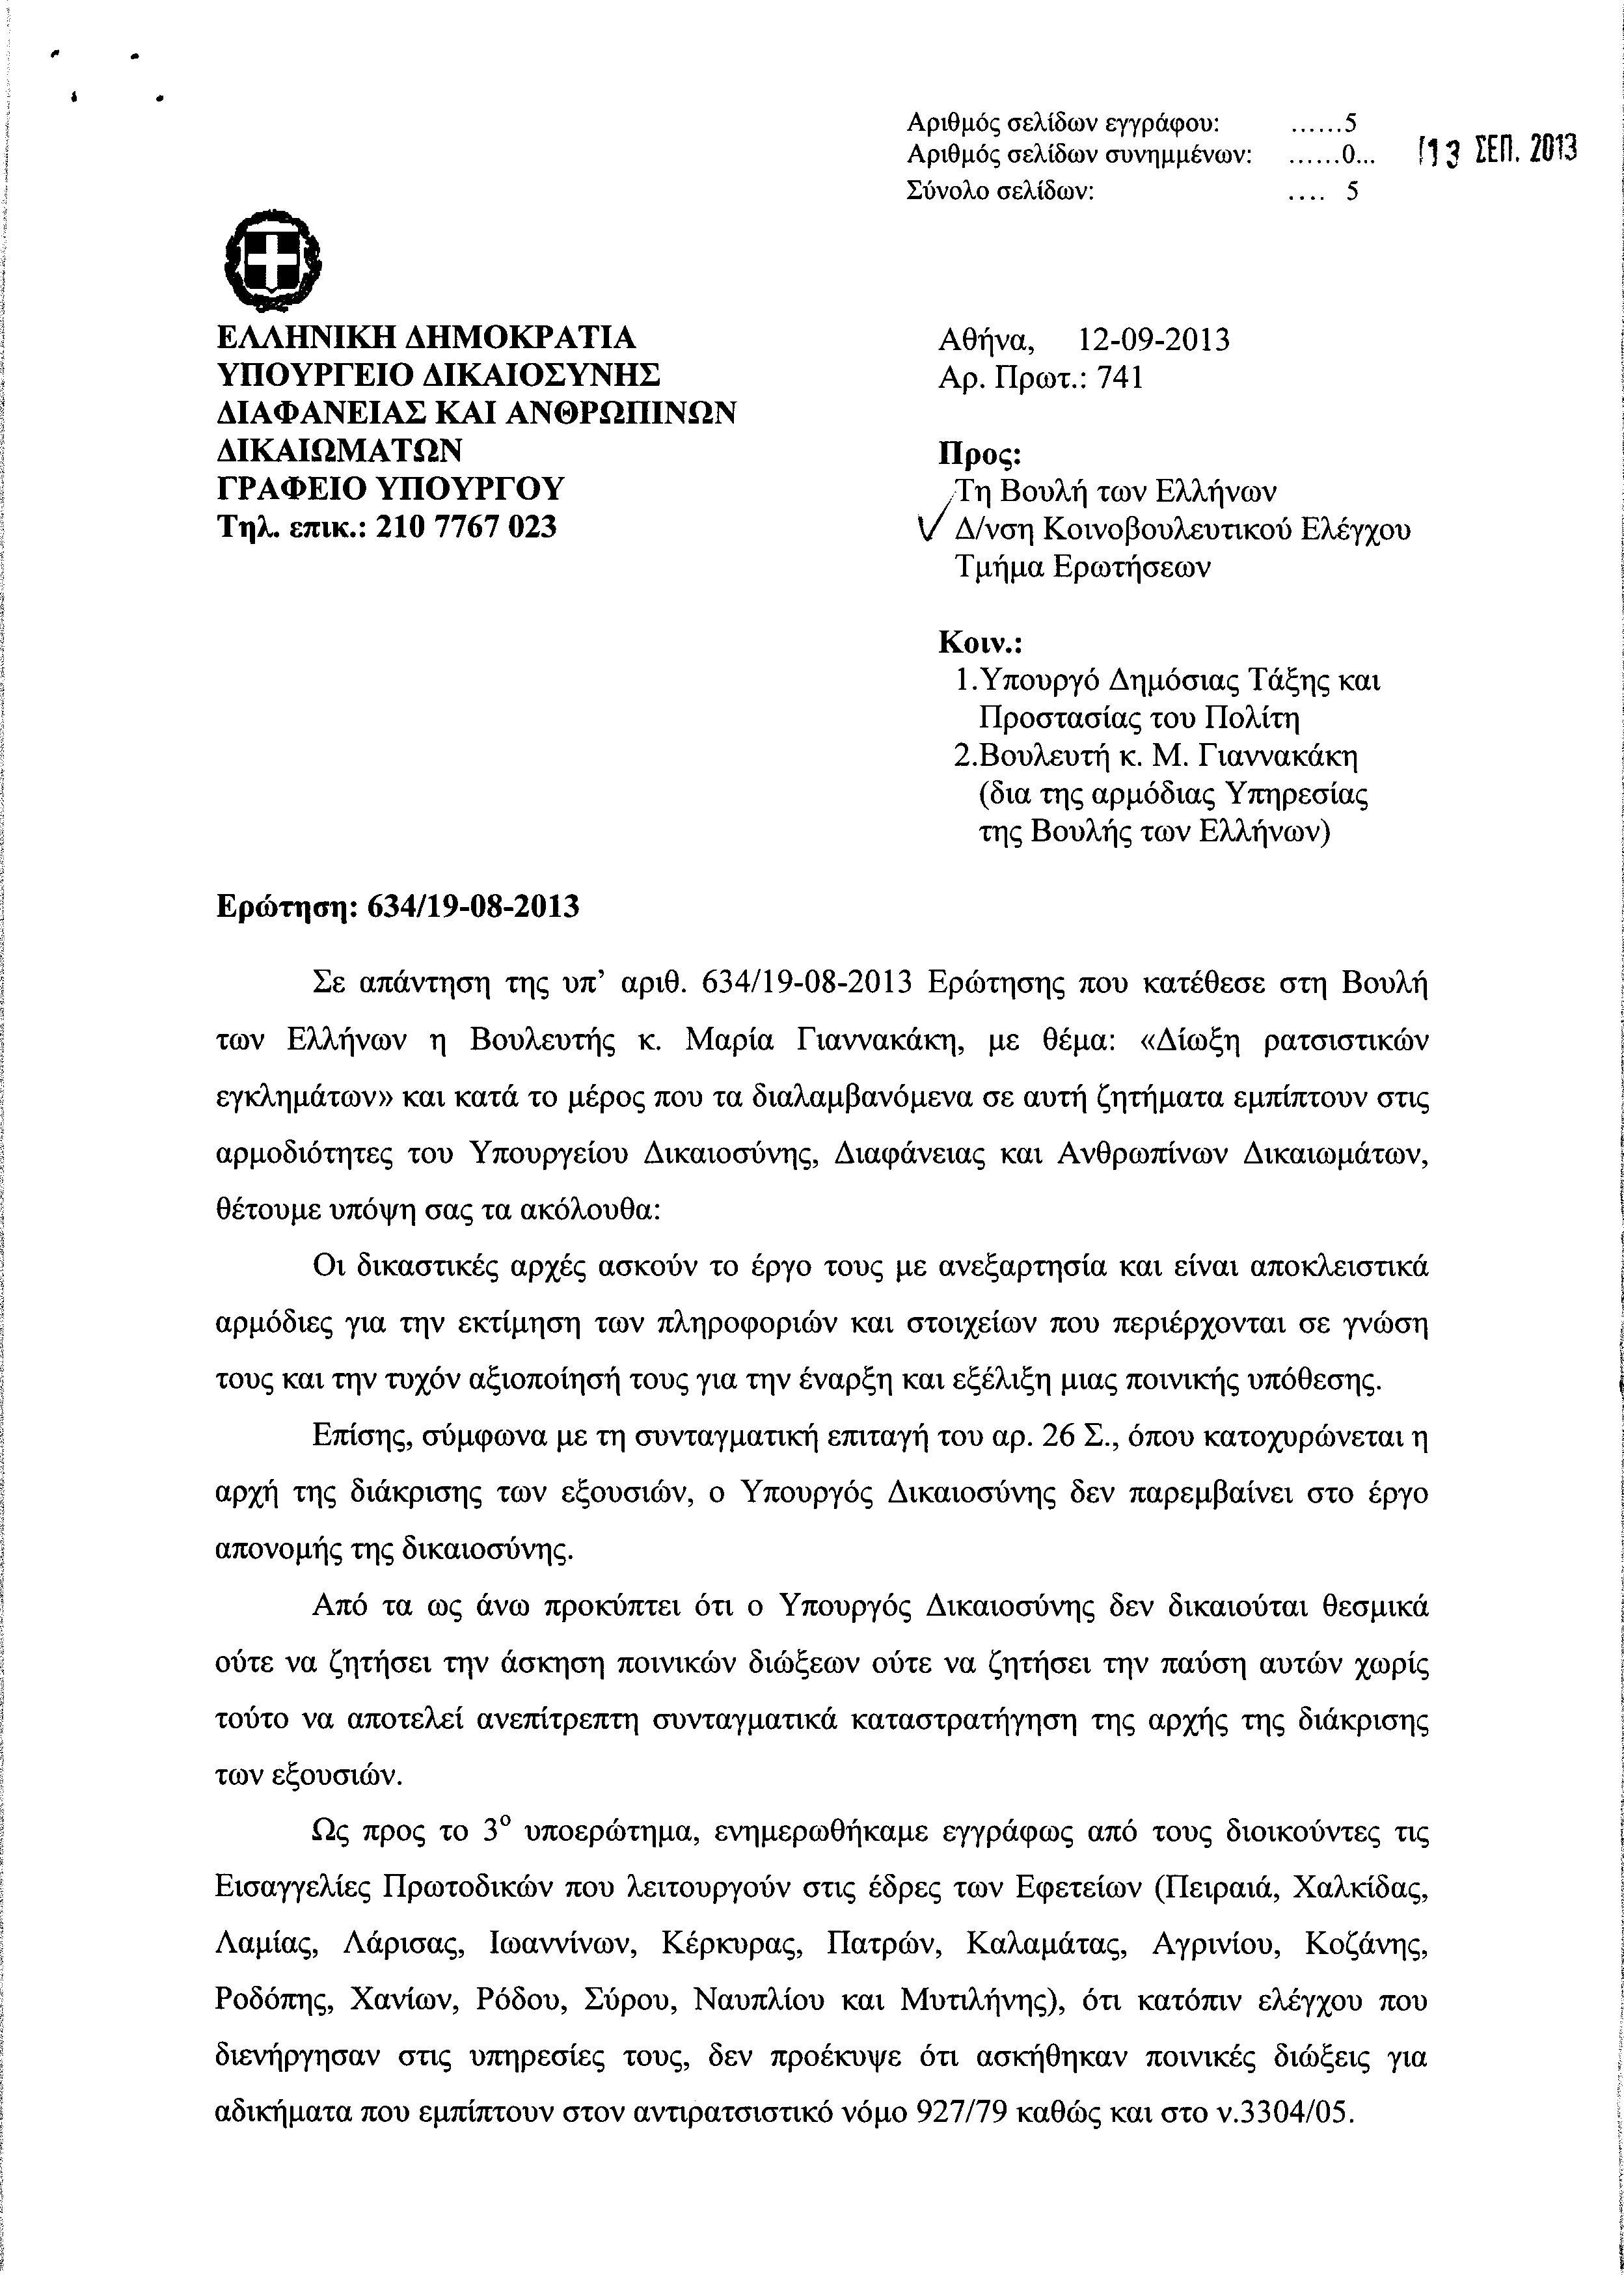 Αριθμός σελίδων εγγράφου: ......5
Αριθμός σελίδων συνημμένων: ......0...
Σύνολο σελίδων: .... 5
13 ΣΕΠ. 2013
ΕΛΛΗΝΙΚΗ ΔΗΜΟΚΡΑΤΙΑ
ΥΠΟΥΡΓΕΙΟ ΔΙΚΑΙΟΣΥΝΗΣ
ΔΙΑΦΑΝΕΙΑΣ ΚΑΙ ΑΝΘΡΩΠΙΝΩΝ
ΔΙΚΑΙΩΜΑΤΩΝ
ΓΡΑΦΕΙΟ ΥΠΟΥΡΓΟΥ
Τηλ. επικ.: 210 7767 023
Αθήνα, 12-09-2013
Αρ. Πρωτ.: 741
Προς:
Τη Βουλή των Ελλήνων
Δ/νση Κοινοβουλευτικού Ελέγχου
Τμήμα Ερωτήσεων
Κοιν.:
1.Υπουργό Δημόσιας Τάξης και
Προστασίας του Πολίτη
2.Βουλευτή κ. Μ. Γιαννακάκη
(δια της αρμόδιας Υπηρεσίας
της Βουλής των Ελλήνων)
Ερώτηση: 634/19-08-2013
Σε απάντηση της υπ’ αριθ. 634/19-08-2013 Ερώτησης που κατέθεσε στη Βουλή
των Ελλήνων η Βουλευτής κ. Μαρία Γιαννακάκη, με θέμα: «Δίωξη ρατσιστικών
εγκλημάτων» και κατά το μέρος που τα διαλαμβανόμενα σε αυτή ζητήματα εμπίπτουν στις
αρμοδιότητες του Υπουργείου Δικαιοσύνης, Διαφάνειας και Ανθρωπίνων Δικαιωμάτων,
θέτουμε υπόψη σας τα ακόλουθα:
Οι δικαστικές αρχές ασκούν το έργο τους με ανεξαρτησία και είναι αποκλειστικά
αρμόδιες για την εκτίμηση των πληροφοριών και στοιχείων που περιέρχονται σε γνώση
τους και την τυχόν αξιοποίησή τους για την έναρξη και εξέλιξη μιας ποινικής υπόθεσης.
Επίσης, σύμφωνα με τη συνταγματική επιταγή του αρ. 26 Σ., όπου κατοχυρώνεται η
αρχή της διάκρισης των εξουσιών, ο Υπουργός Δικαιοσύνης δεν παρεμβαίνει στο έργο
απονομής της δικαιοσύνης.
Από τα ως άνω προκύπτει ότι ο Υπουργός Δικαιοσύνης δεν δικαιούται θεσμικά
ούτε να ζητήσει την άσκηση ποινικών διώξεων ούτε να ζητήσει την παύση αυτών χωρίς
τούτο να αποτελεί ανεπίτρεπτη συνταγματικά καταστρατήγηση της αρχής της διάκρισης
των εξουσιών.
Ως προς το 3ο υποερώτημα, ενημερωθήκαμε εγγράφως από τους διοικούντες τις
Εισαγγελίες Πρωτοδικών που λειτουργούν στις έδρες των Εφετείων (Πειραιά, Χαλκίδας,
Λαμίας, Λάρισας, Ιωαννίνων, Κέρκυρας, Πατρών, Καλαμάτας, Αγρινίου, Κοζάνης,
Ροδόπης, Χανίων, Ρόδου, Σύρου, Ναυπλίου και Μυτιλήνης), ότι κατόπιν ελέγχου που
διενήργησαν στις υπηρεσίες τους, δεν προέκυψε ότι ασκήθηκαν ποινικές διώξεις για
αδικήματα που εμπίπτουν στον αντιρατσιστικό νόμο 927/79 καθώς και στο ν.3304/05.